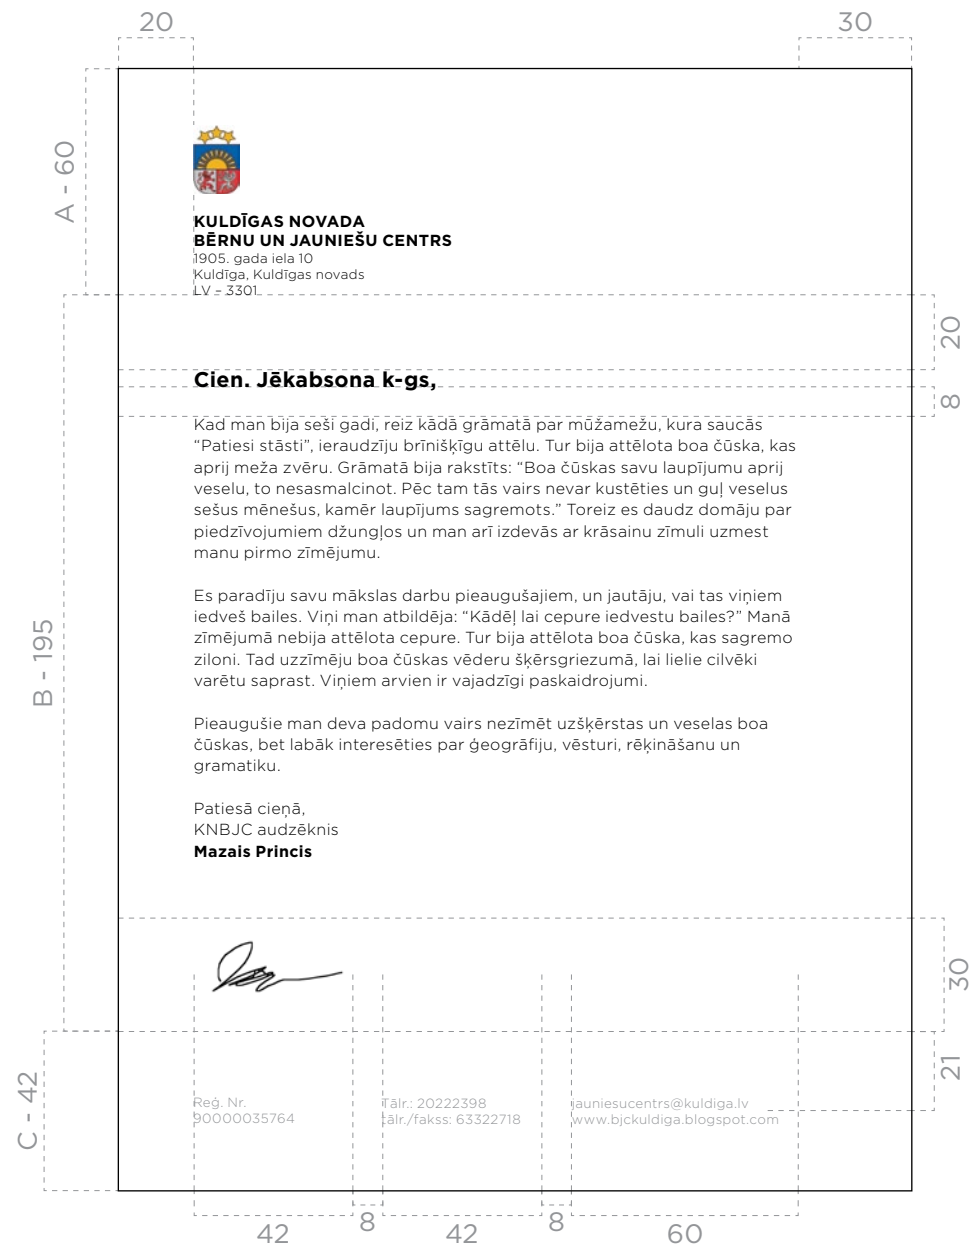 20
30
A - 60
KULDĪGAS NOVADA
BĒRNU UN JAUNIEŠU CENTRS
1905. gada iela 10
Kuldīga, Kuldīgas novads
LV – 3301
20
Cien. Jēkabsona k-gs,
8
Kad man bija seši gadi, reiz kādā grāmatā par mūžamežu, kura saucās
“Patiesi stāsti”, ieraudzīju brīnišķīgu attēlu. Tur bija attēlota boa čūska, kas
aprij meža zvēru. Grāmatā bija rakstīts: “Boa čūskas savu laupījumu aprij
veselu, to nesasmalcinot. Pēc tam tās vairs nevar kustēties un guļ veselus
sešus mēnešus, kamēr laupījums sagremots.” Toreiz es daudz domāju par
piedzīvojumiem džungļos un man arī izdevās ar krāsainu zīmuli uzmest
manu pirmo zīmējumu.
Es paradīju savu mākslas darbu pieaugušajiem, un jautāju, vai tas viņiem
iedveš bailes. Viņi man atbildēja: “Kādēļ lai cepure iedvestu bailes?” Manā
zīmējumā nebija attēlota cepure. Tur bija attēlota boa čūska, kas sagremo
ziloni. Tad uzzīmēju boa čūskas vēderu šķērsgriezumā, lai lielie cilvēki
varētu saprast. Viņiem arvien ir vajadzīgi paskaidrojumi.
B - 195
Pieaugušie man deva padomu vairs nezīmēt uzšķērstas un veselas boa
čūskas, bet labāk interesēties par ģeogrāfiju, vēsturi, rēķināšanu un
gramatiku.
Patiesā cieņā,
KNBJC audzēknis
Mazais Princis
30
21
C - 42
Reģ. Nr.
90000035764
Tālr.: 20222398
tālr./fakss: 63322718
jauniesucentrs@kuldiga.lv
www.bjckuldiga.blogspot.com
42
8
42
8
60